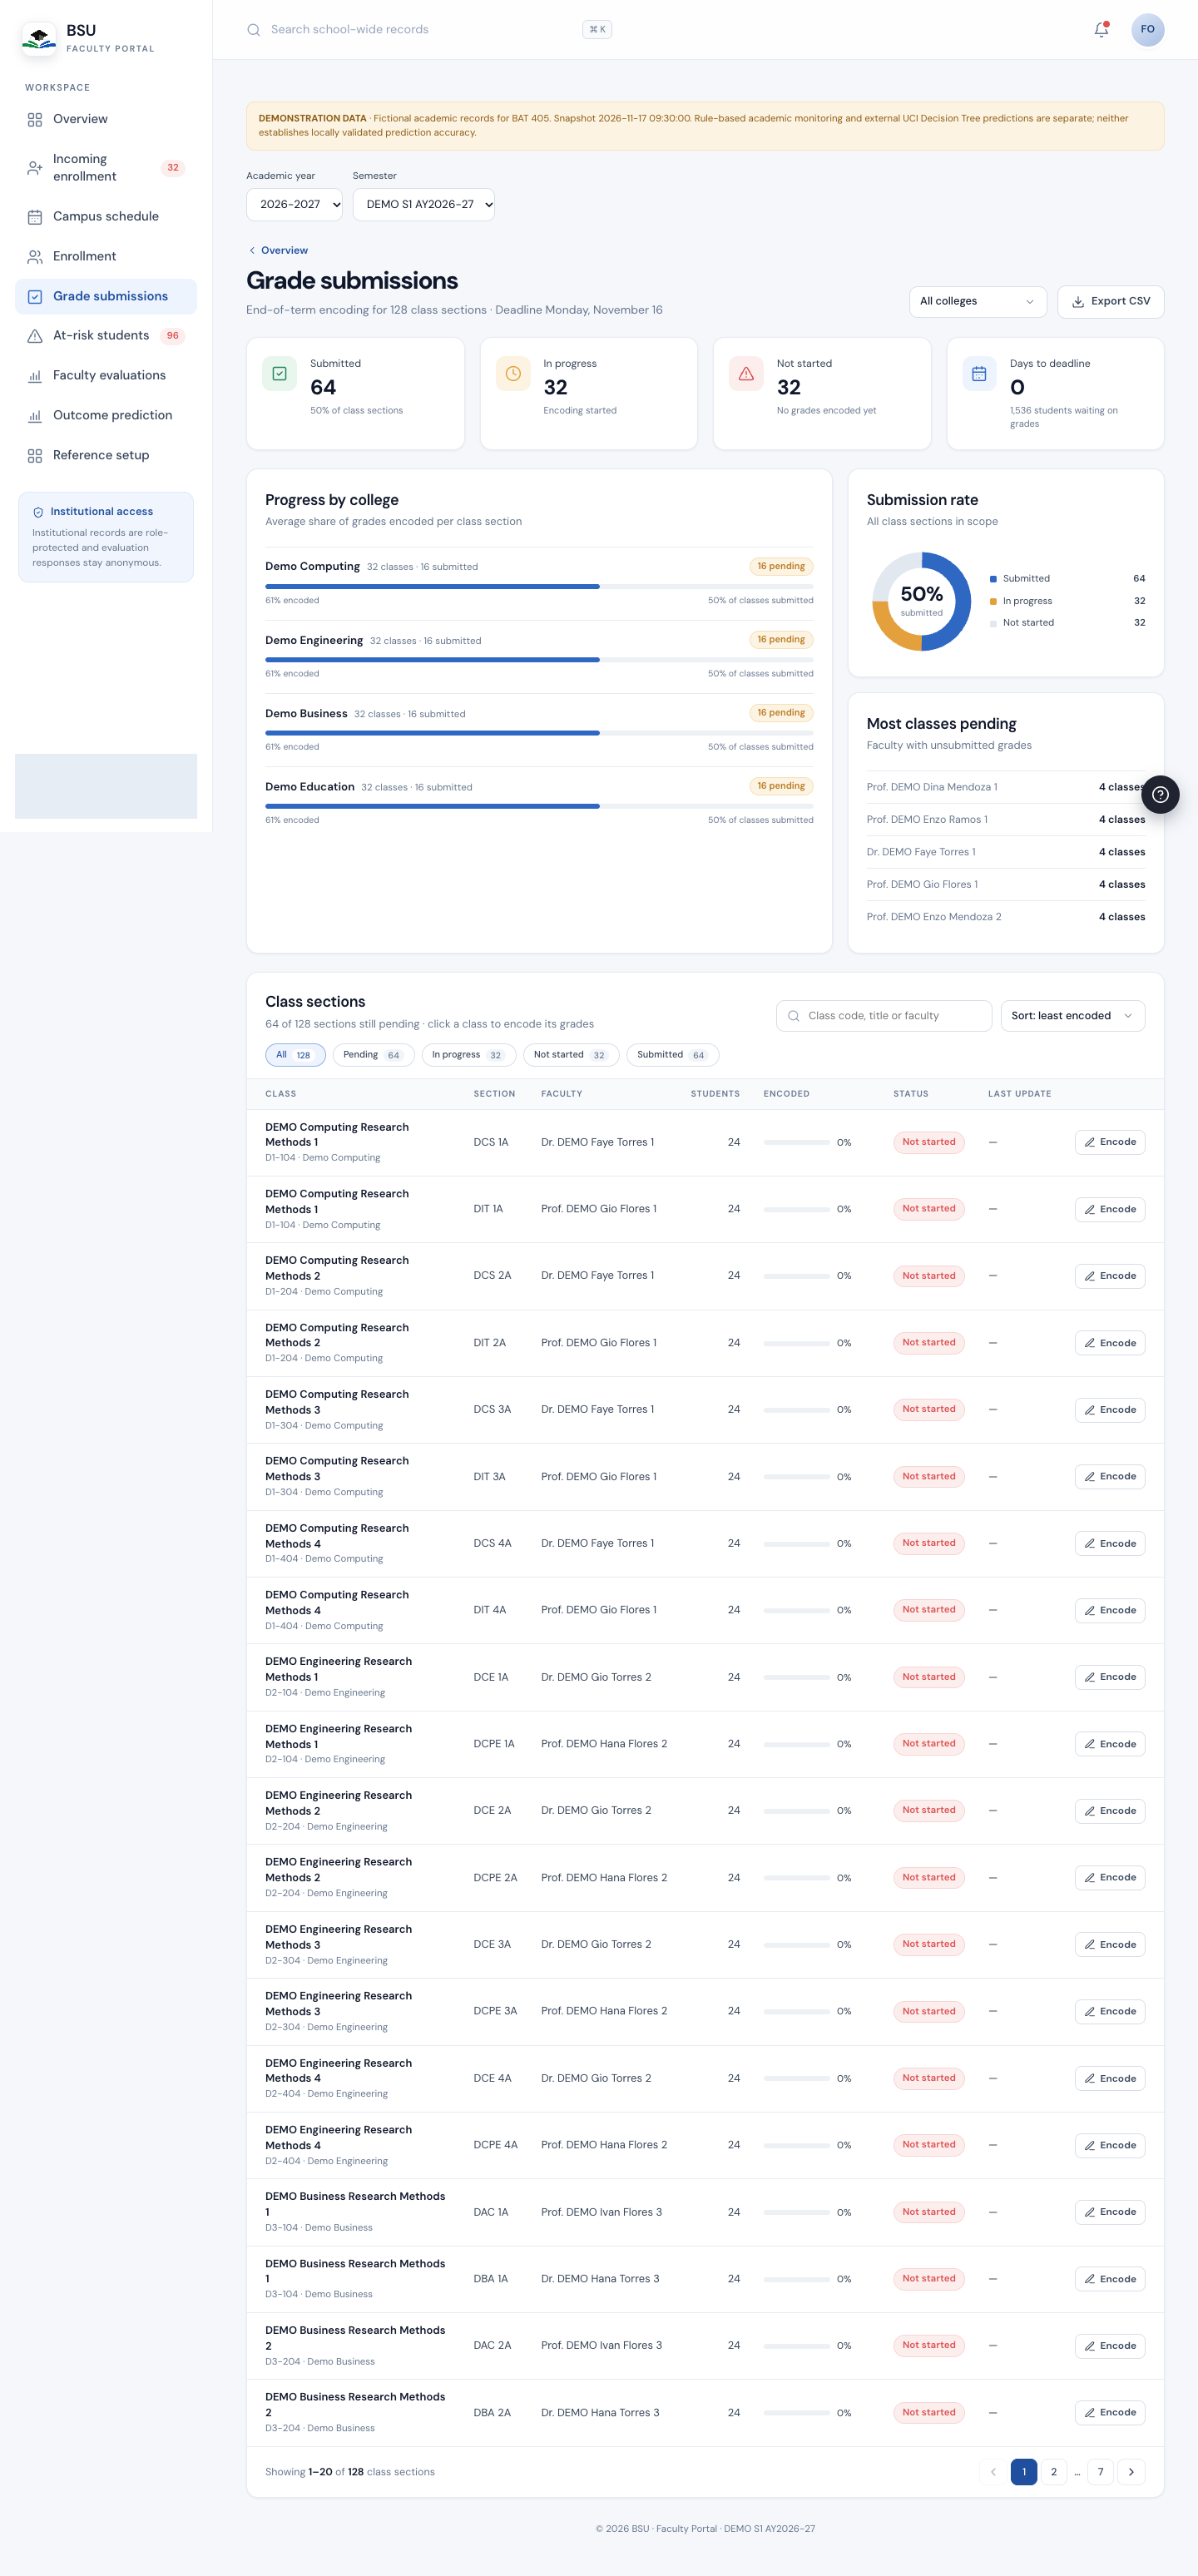 BSU
FACULTY PORTAL
WORKSPACE
Overview
Incoming
enrollment
32
Campus schedule
Enrollment
Grade submissions
At-risk students 96
Faculty evaluations
Outcome prediction
Reference setup
Institutional access
Institutional records are role-
protected and evaluation
responses stay anonymous.
Search school-wide records
⌘ K
FO
DEMONSTRATION DATA · Fictional academic records for BAT 405. Snapshot 2026-11-17 09:30:00. Rule-based academic monitoring and external UCI Decision Tree predictions are separate; neither
establishes locally validated prediction accuracy.
Academic year Semester
2026-2027 DEMO S1 AY2026-27
Overview
Grade submissions
End-of-term encoding for 128 class sections · Deadline Monday, November 16
All colleges Export CSV
Submitted
64
50% of class sections
In progress
32
Encoding started
Not started
32
No grades encoded yet
Days to deadline
0
1,536 students waiting on
grades
Progress by college
Average share of grades encoded per class section
Demo Computing 32 classes · 16 submitted 16 pending
61% encoded 50% of classes submitted
Demo Engineering 32 classes · 16 submitted 16 pending
61% encoded 50% of classes submitted
Demo Business 32 classes · 16 submitted 16 pending
61% encoded 50% of classes submitted
Demo Education 32 classes · 16 submitted 16 pending
61% encoded 50% of classes submitted
Submission rate
All class sections in scope
50%
submitted
Submitted 64
In progress 32
Not started 32
Most classes pending
Faculty with unsubmitted grades
Prof. DEMO Dina Mendoza 1 4 classes
Prof. DEMO Enzo Ramos 1 4 classes
Dr. DEMO Faye Torres 1 4 classes
Prof. DEMO Gio Flores 1 4 classes
Prof. DEMO Enzo Mendoza 2 4 classes
Class sections
64 of 128 sections still pending · click a class to encode its grades
Class code, title or faculty
Sort: least encoded
All 128 Pending 64 In progress 32 Not started 32 Submitted 64
CLASS SECTION FACULTY STUDENTS ENCODED STATUS LAST UPDATE
DEMO Computing Research
Methods 1
D1-104 · Demo Computing
DCS 1A Dr. DEMO Faye Torres 1 24 0% Not started — Encode
DEMO Computing Research
Methods 1
D1-104 · Demo Computing
DIT 1A Prof. DEMO Gio Flores 1 24 0% Not started — Encode
DEMO Computing Research
Methods 2
D1-204 · Demo Computing
DCS 2A Dr. DEMO Faye Torres 1 24 0% Not started — Encode
DEMO Computing Research
Methods 2
D1-204 · Demo Computing
DIT 2A Prof. DEMO Gio Flores 1 24 0% Not started — Encode
DEMO Computing Research
Methods 3
D1-304 · Demo Computing
DCS 3A Dr. DEMO Faye Torres 1 24 0% Not started — Encode
DEMO Computing Research
Methods 3
D1-304 · Demo Computing
DIT 3A Prof. DEMO Gio Flores 1 24 0% Not started — Encode
DEMO Computing Research
Methods 4
D1-404 · Demo Computing
DCS 4A Dr. DEMO Faye Torres 1 24 0% Not started — Encode
DEMO Computing Research
Methods 4
D1-404 · Demo Computing
DIT 4A Prof. DEMO Gio Flores 1 24 0% Not started — Encode
DEMO Engineering Research
Methods 1
D2-104 · Demo Engineering
DCE 1A Dr. DEMO Gio Torres 2 24 0% Not started — Encode
DEMO Engineering Research
Methods 1
D2-104 · Demo Engineering
DCPE 1A Prof. DEMO Hana Flores 2 24 0% Not started — Encode
DEMO Engineering Research
Methods 2
D2-204 · Demo Engineering
DCE 2A Dr. DEMO Gio Torres 2 24 0% Not started — Encode
DEMO Engineering Research
Methods 2
D2-204 · Demo Engineering
DCPE 2A Prof. DEMO Hana Flores 2 24 0% Not started — Encode
DEMO Engineering Research
Methods 3
D2-304 · Demo Engineering
DCE 3A Dr. DEMO Gio Torres 2 24 0% Not started — Encode
DEMO Engineering Research
Methods 3
D2-304 · Demo Engineering
DCPE 3A Prof. DEMO Hana Flores 2 24 0% Not started — Encode
DEMO Engineering Research
Methods 4
D2-404 · Demo Engineering
DCE 4A Dr. DEMO Gio Torres 2 24 0% Not started — Encode
DEMO Engineering Research
Methods 4
D2-404 · Demo Engineering
DCPE 4A Prof. DEMO Hana Flores 2 24 0% Not started — Encode
DEMO Business Research Methods
1
D3-104 · Demo Business
DAC 1A Prof. DEMO Ivan Flores 3 24 0% Not started — Encode
DEMO Business Research Methods
1
D3-104 · Demo Business
DBA 1A Dr. DEMO Hana Torres 3 24 0% Not started — Encode
DEMO Business Research Methods
2
D3-204 · Demo Business
DAC 2A Prof. DEMO Ivan Flores 3 24 0% Not started — Encode
DEMO Business Research Methods
2
D3-204 · Demo Business
DBA 2A Dr. DEMO Hana Torres 3 24 0% Not started — Encode
Showing 1–20 of 128 class sections
1 2 … 7
© 2026 BSU · Faculty Portal · DEMO S1 AY2026-27